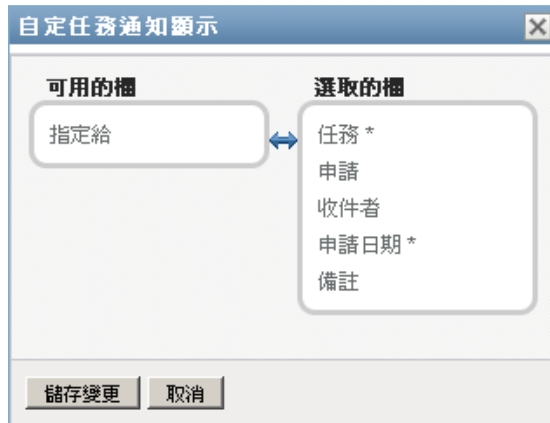 自定任務通知顯示
可用的欄
指定給
選取的欄
任務 *
申請
收件者
申請日期 *
備註
儲存變更
取消